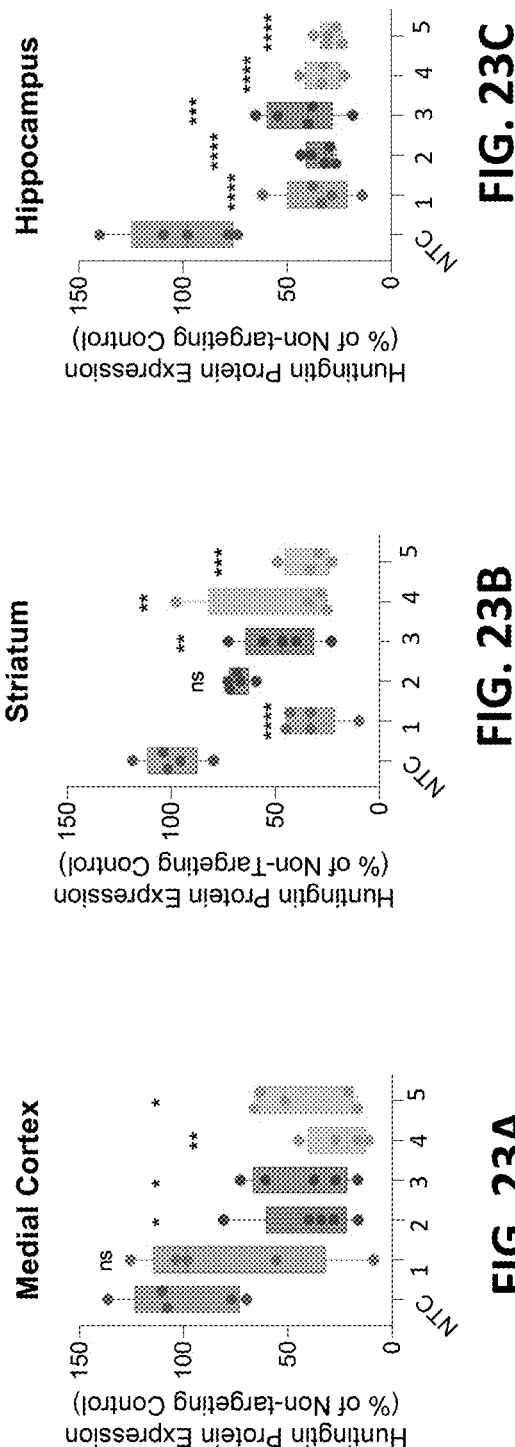 Medial Cortex
Huntingtin Protein Expression
(% of Non-targeting Control)
150
100
50
0
ns
*
*
**
*
NTC
1
2
3
4
5
FIG. 23A
Striatum
Huntingtin Protein Expression
(% of Non-Targeting Control)
150
100
50
0
****
ns
**
**
***
NTC
1
2
3
4
5
FIG. 23B
Hippocampus
Huntingtin Protein Expression
(% of Non-targeting Control)
150
100
50
0
****
****
***
****
****
NTC
1
2
3
4
5
FIG. 23C